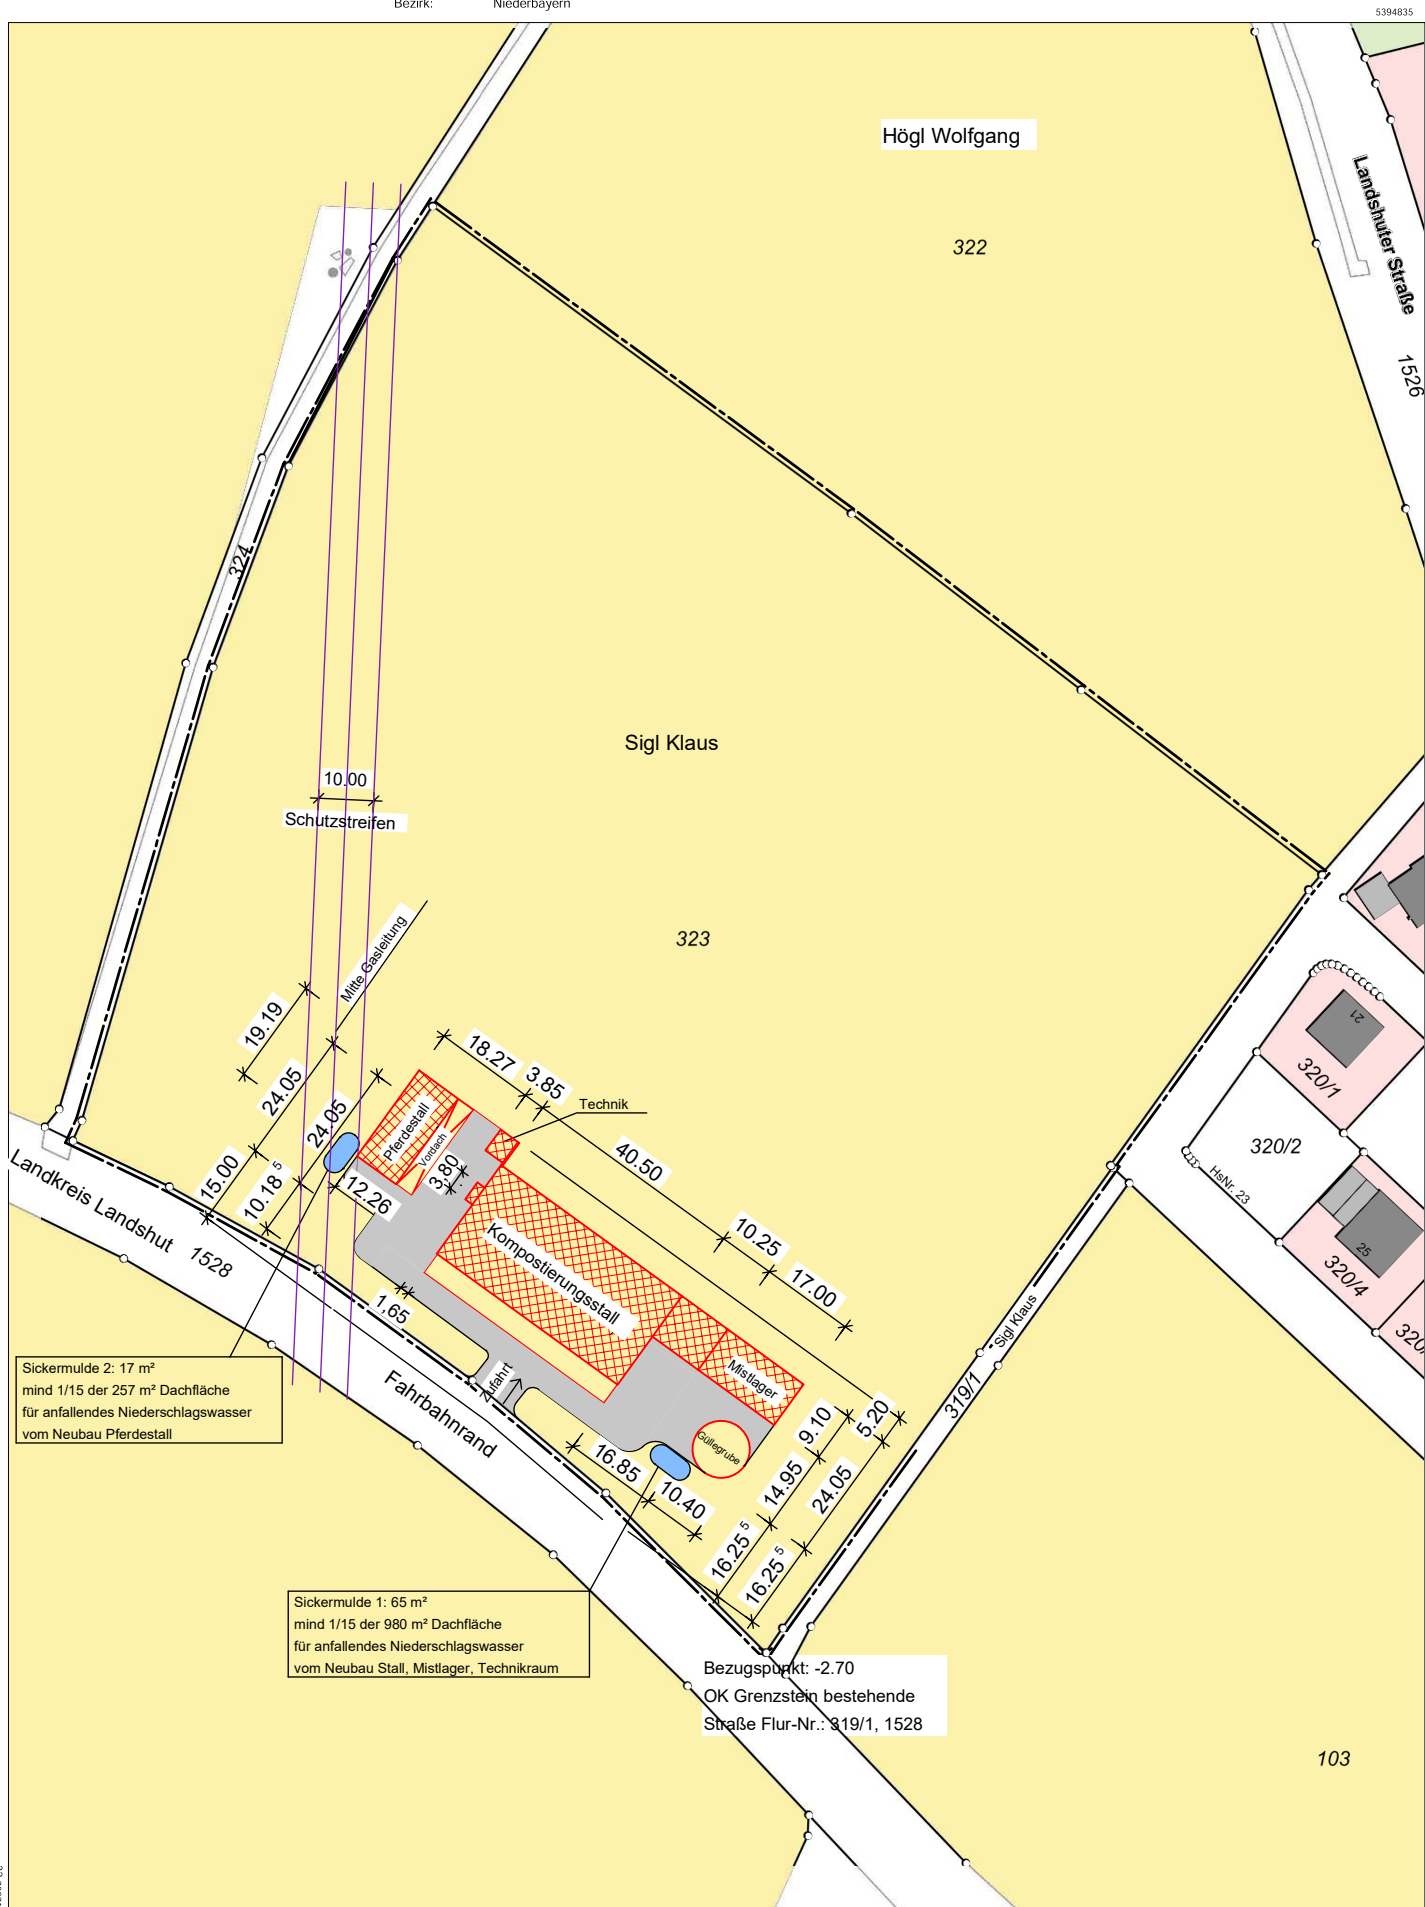 Bezirk: Niederbayern
5394835
Högl Wolfgang
322
Landshuter Straße
1526
324
Sigl Klaus
10.00
Schutzstreifen
323
Mitte Gasleitung
19.19
24.05
24.05
15.00
10.18 5
12.26
18.27
3.85
Technik
Pferdestall
Vordach
3,80
40.50
10.25
17.00
Kompostierungsstall
Mistlager
Güllegrube
1,65
Zufahrt
Landkreis Landshut
1528
Fahrbahnrand
16.85
10.40
9.10
5.20
14.95
24.05
16.25 5
16.25 5
Sigl Klaus
319/1
21
320/1
320/2
HsNr. 23
25
320/4
Sickermulde 2: 17 m²
mind 1/15 der 257 m² Dachfläche
für anfallendes Niederschlagswasser
vom Neubau Pferdestall
Sickermulde 1: 65 m²
mind 1/15 der 980 m² Dachfläche
für anfallendes Niederschlagswasser
vom Neubau Stall, Mistlager, Technikraum
Bezugspunkt: -2.70
OK Grenzstein bestehende
Straße Flur-Nr.: 319/1, 1528
103